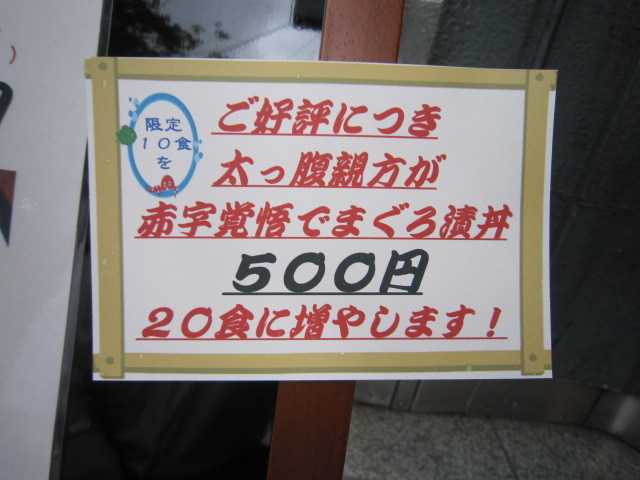 限定
10食
を
ご好評につき
太っ腹親方が
赤字覚悟でまぐろ漬丼
500円
20食に増やします!